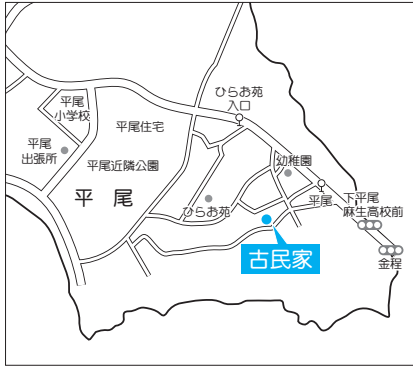 ひらお苑
入口
平尾
小学校
平尾住宅
平尾
出張所
平尾近隣公園
幼稚園
平尾
ひらお苑
平尾
下平尾
麻生高校前
古民家
金程